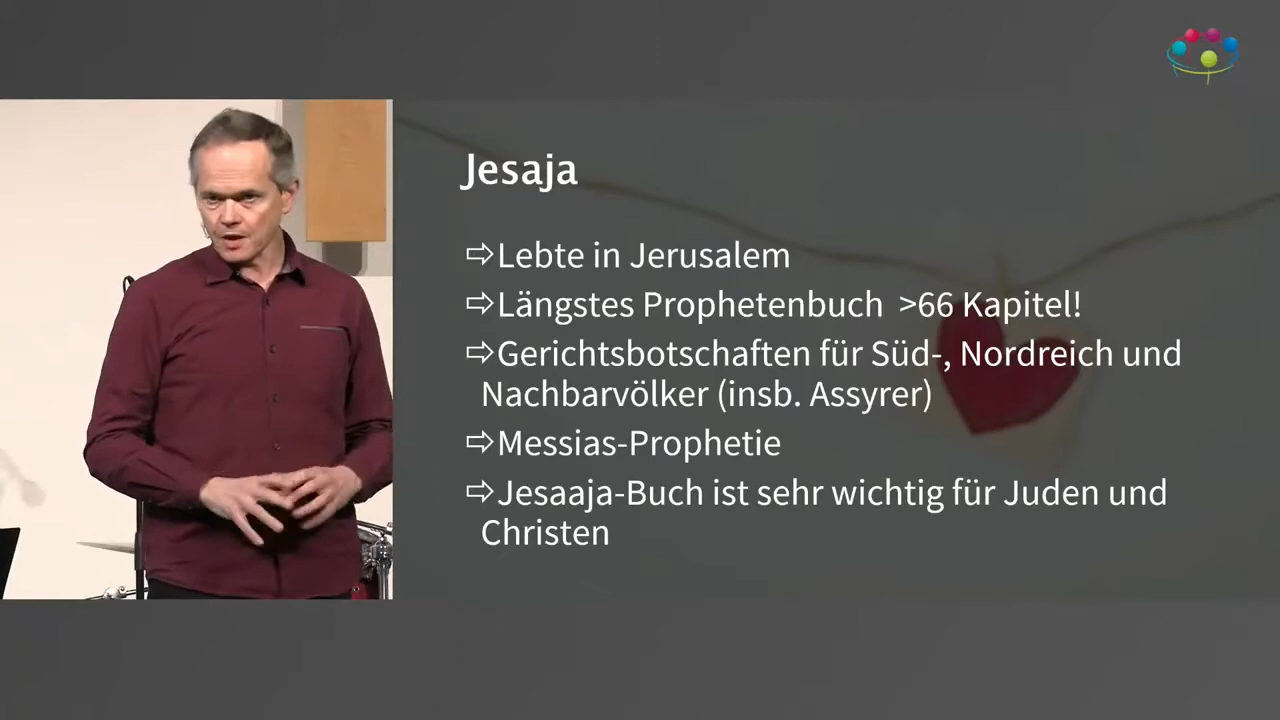 Jesaja
⇨Lebte in Jerusalem
⇨Längstes Prophetenbuch >66 Kapitel!
⇨Gerichtsbotschaften für Süd-, Nordreich und
Nachbarvölker (insb. Assyrer)
⇨Messias-Prophetie
⇨Jesaaja-Buch ist sehr wichtig für Juden und
Christen